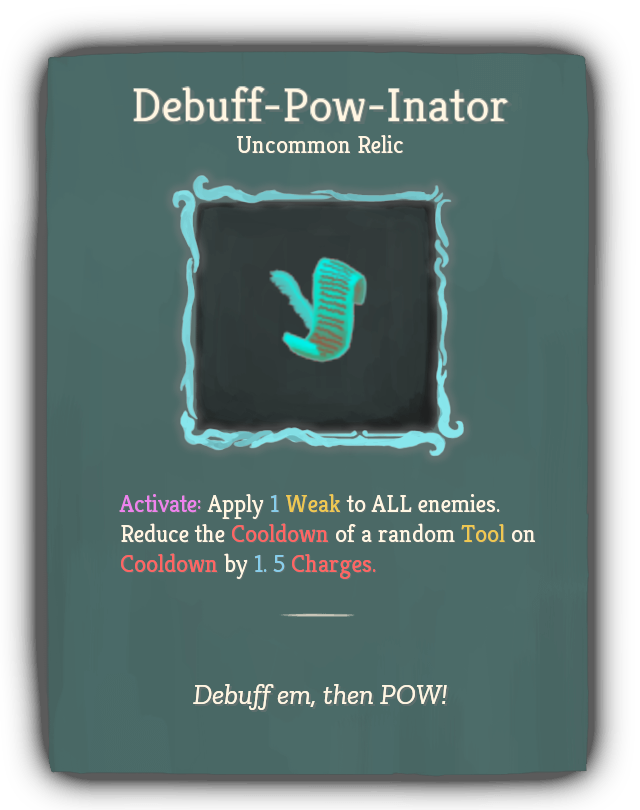 Debuff-Pow-Inator
Uncommon Relic
Activate: Apply 1 Weak to ALL enemies.
Reduce the Cooldown of a random Tool on
Cooldown by 1. 5 Charges.
Debuff em, then POW!